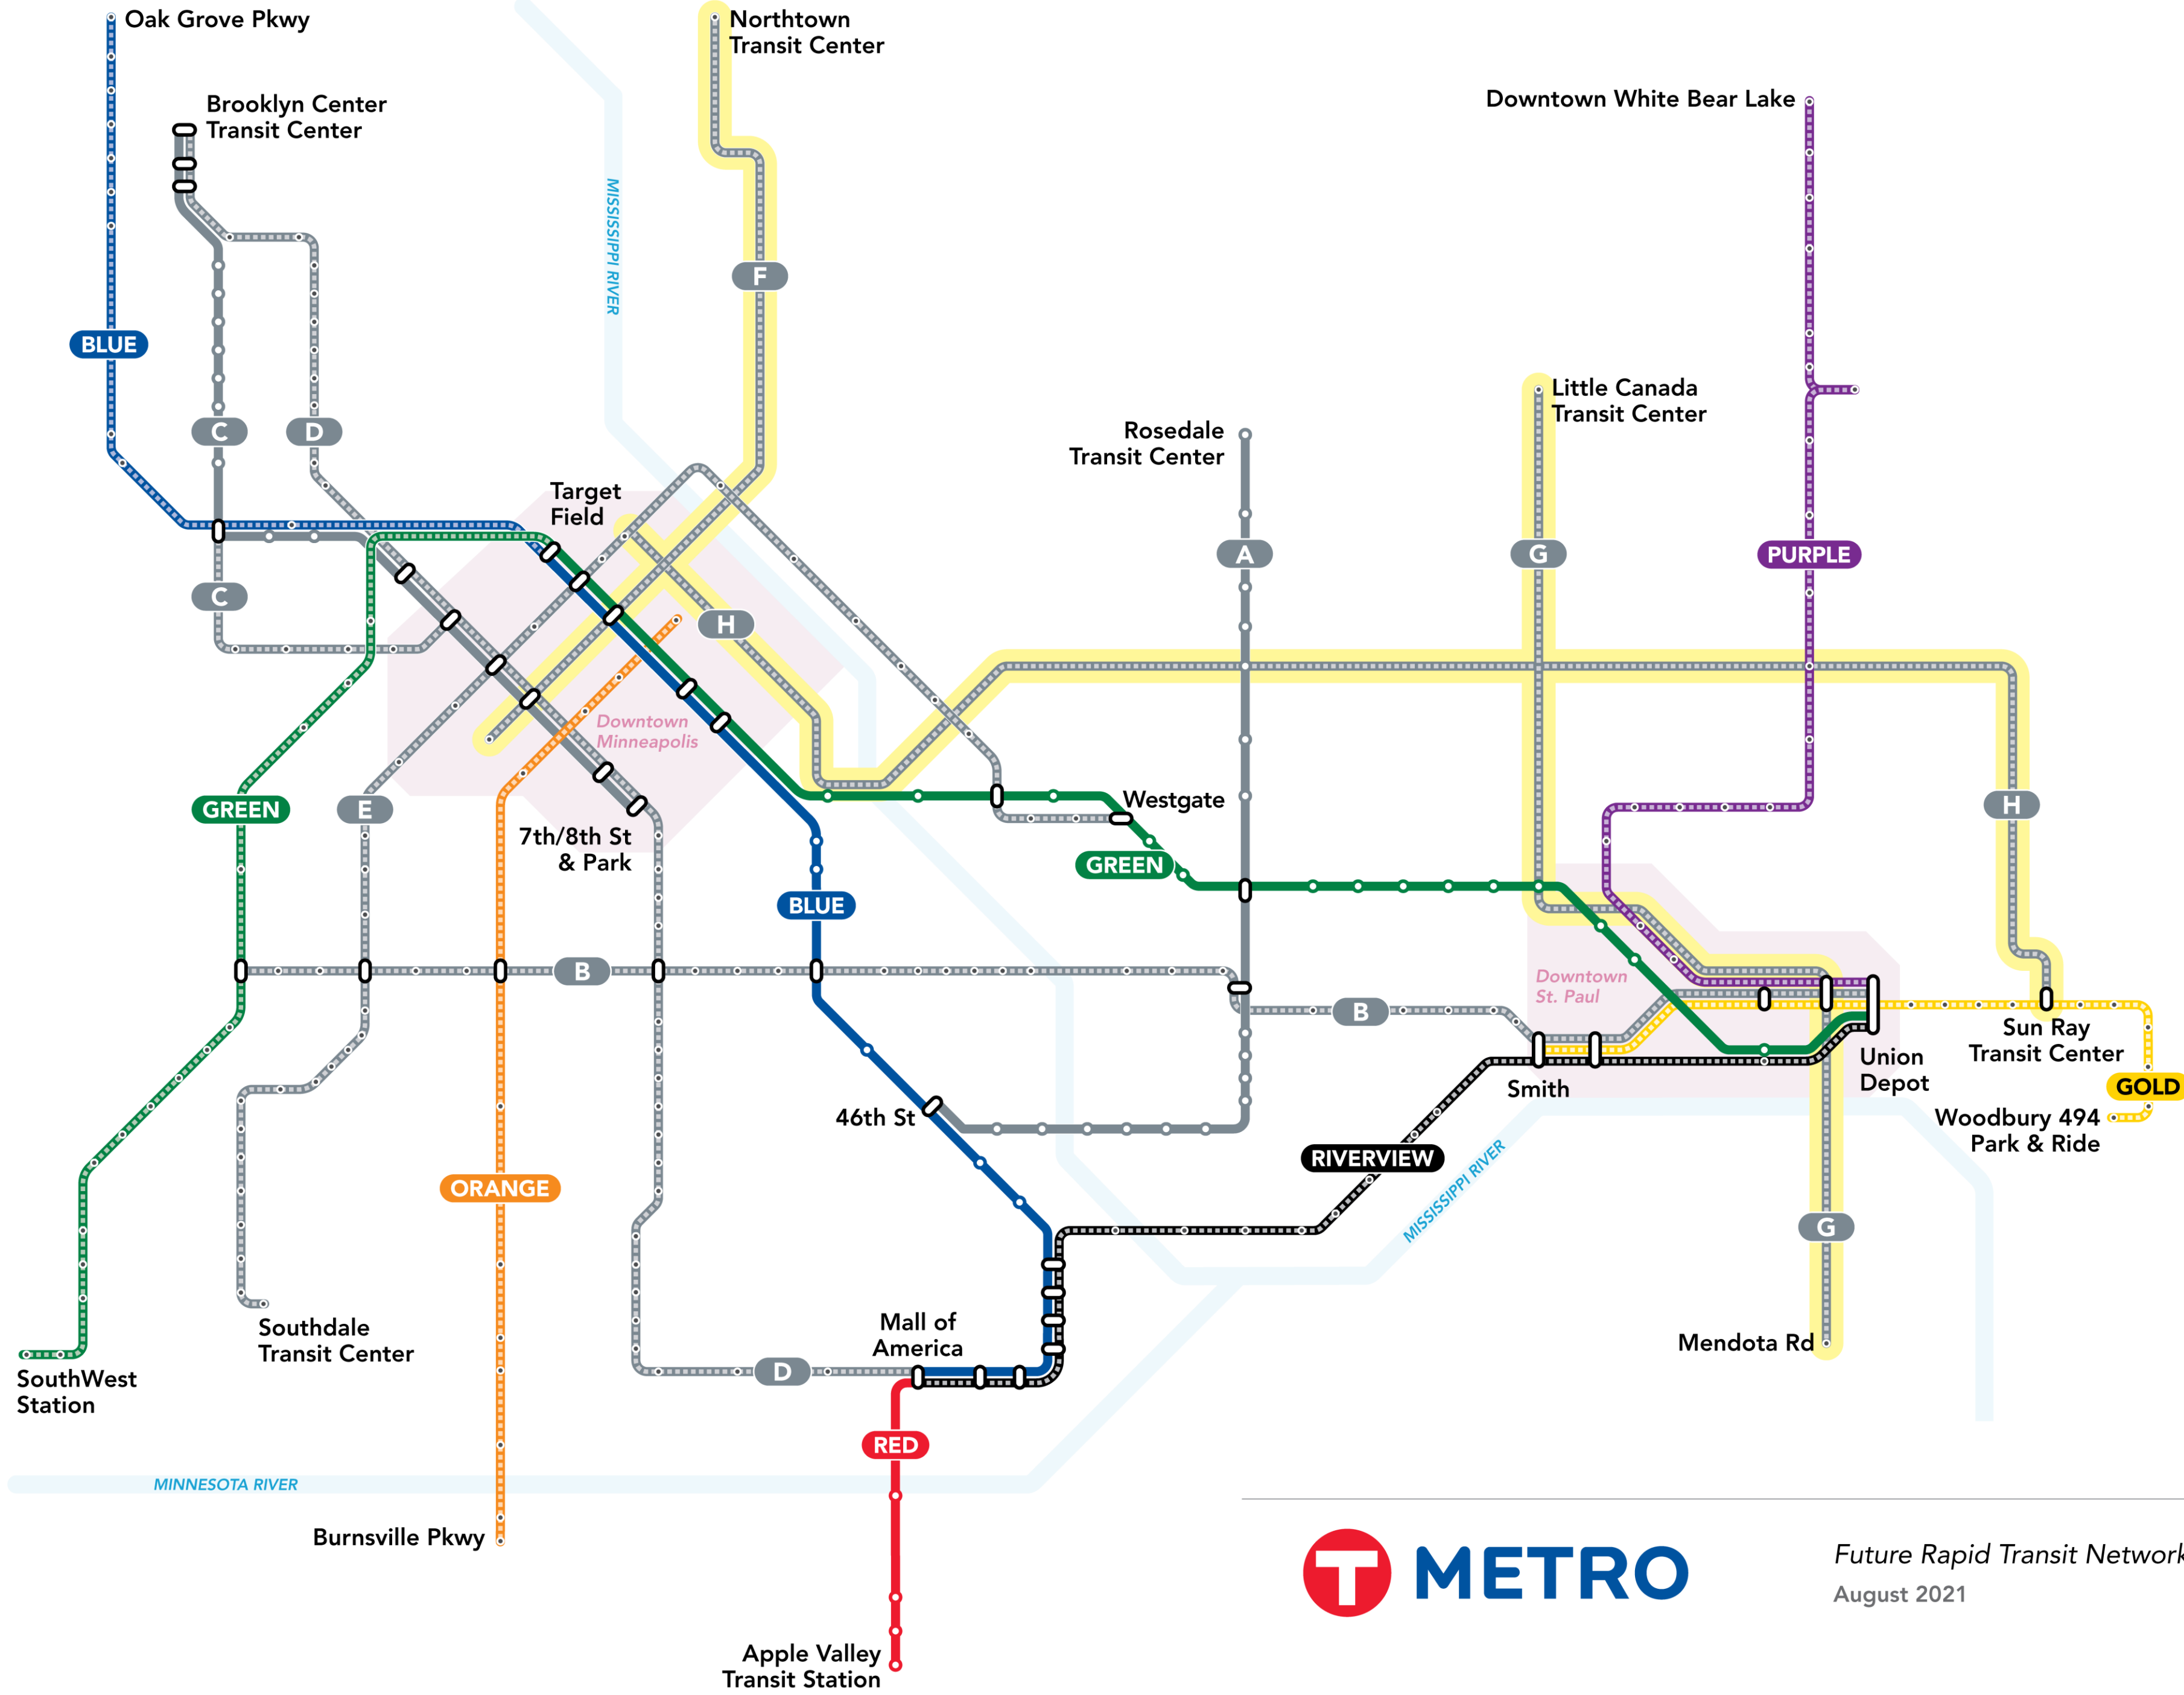 Oak Grove Pkwy
Northtown
Transit Center
Brooklyn Center
Transit Center
Downtown White Bear Lake
MISSISSIPPI RIVER
F
BLUE
Little Canada
Transit Center
C
D
Rosedale
Transit Center
Target
Field
A
G
PURPLE
C
H
Downtown
Minneapolis
GREEN
E
Westgate
H
7th/8th St
& Park
GREEN
BLUE
B
Downtown
St. Paul
B
Sun Ray
Transit Center
Union
Depot
Smith
GOLD
46th St
Woodbury 494
Park & Ride
RIVERVIEW
MISSISSIPPI RIVER
ORANGE
G
Southdale
Transit Center
Mall of
America
Mendota Rd
D
SouthWest
Station
RED
MINNESOTA RIVER
Burnsville Pkwy
T METRO
Future Rapid Transit Network
August 2021
Apple Valley
Transit Station